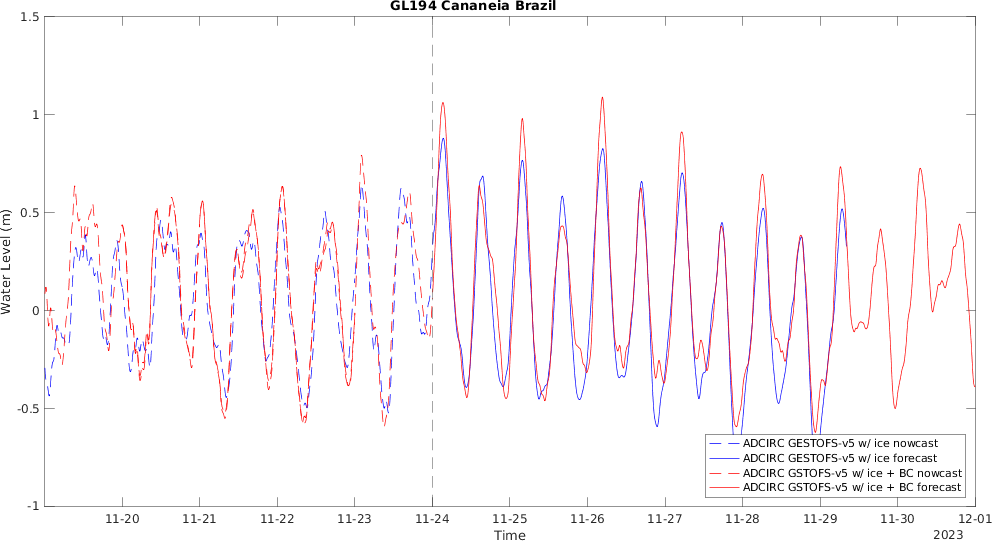 GL194 Cananeia Brazil
1.5
1
0.5
0
-0.5
-1
Water Level (m)
ADCIRC GESTOFS-v5 w/ ice nowcast
ADCIRC GESTOFS-v5 w/ ice forecast
ADCIRC GSTOFS-v5 w/ ice + BC nowcast
ADCIRC GSTOFS-v5 w/ ice + BC forecast
11-20 11-21 11-22 11-23 11-24 11-25 11-26 11-27 11-28 11-29 11-30 12-01
Time
2023